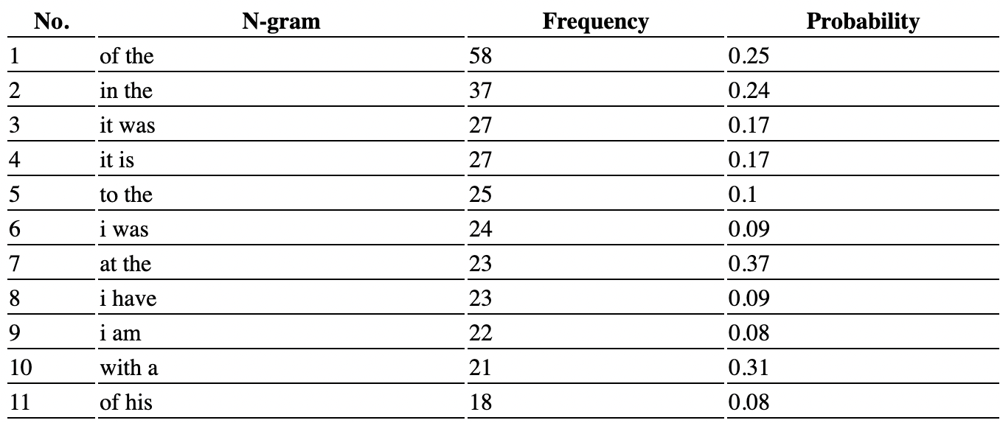 No. N-gram Frequency Probability
1 of the 58 0.25
2 in the 37 0.24
3 it was 27 0.17
4 it is 27 0.17
5 to the 25 0.1
6 i was 24 0.09
7 at the 23 0.37
8 i have 23 0.09
9 i am 22 0.08
10 with a 21 0.31
11 of his 18 0.08